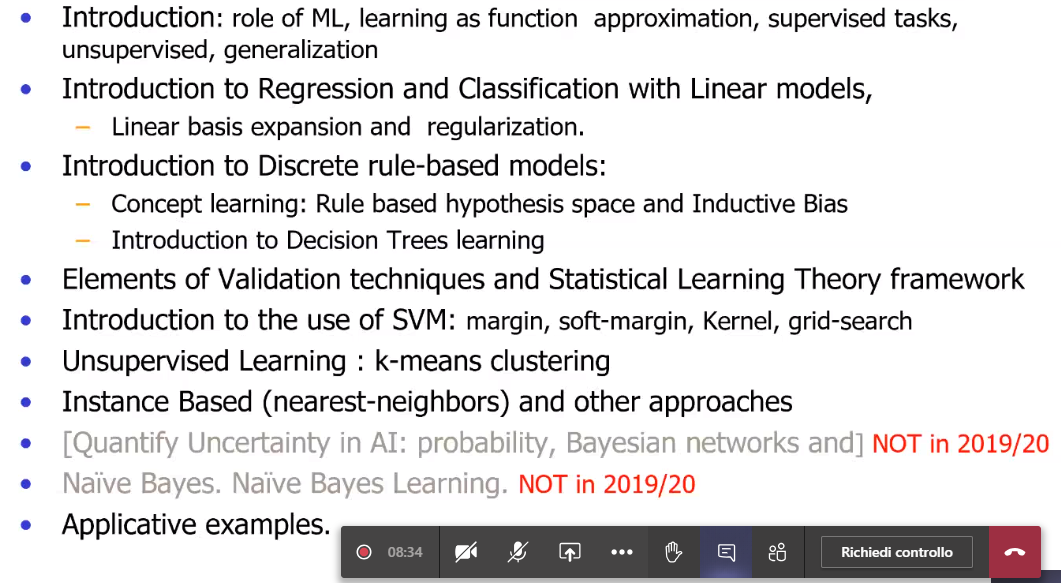 • Introduction: role of ML, learning as function approximation, supervised tasks,
unsupervised, generalization
• Introduction to Regression and Classification with Linear models,
– Linear basis expansion and regularization.
• Introduction to Discrete rule-based models:
– Concept learning: Rule based hypothesis space and Inductive Bias
– Introduction to Decision Trees learning
• Elements of Validation techniques and Statistical Learning Theory framework
• Introduction to the use of SVM: margin, soft-margin, Kernel, grid-search
• Unsupervised Learning : k-means clustering
• Instance Based (nearest-neighbors) and other approaches
• [Quantify Uncertainty in AI: probability, Bayesian networks and] NOT in 2019/20
• Naïve Bayes. Naïve Bayes Learning. NOT in 2019/20
• Applicative examples.
08:34
Richiedi controllo